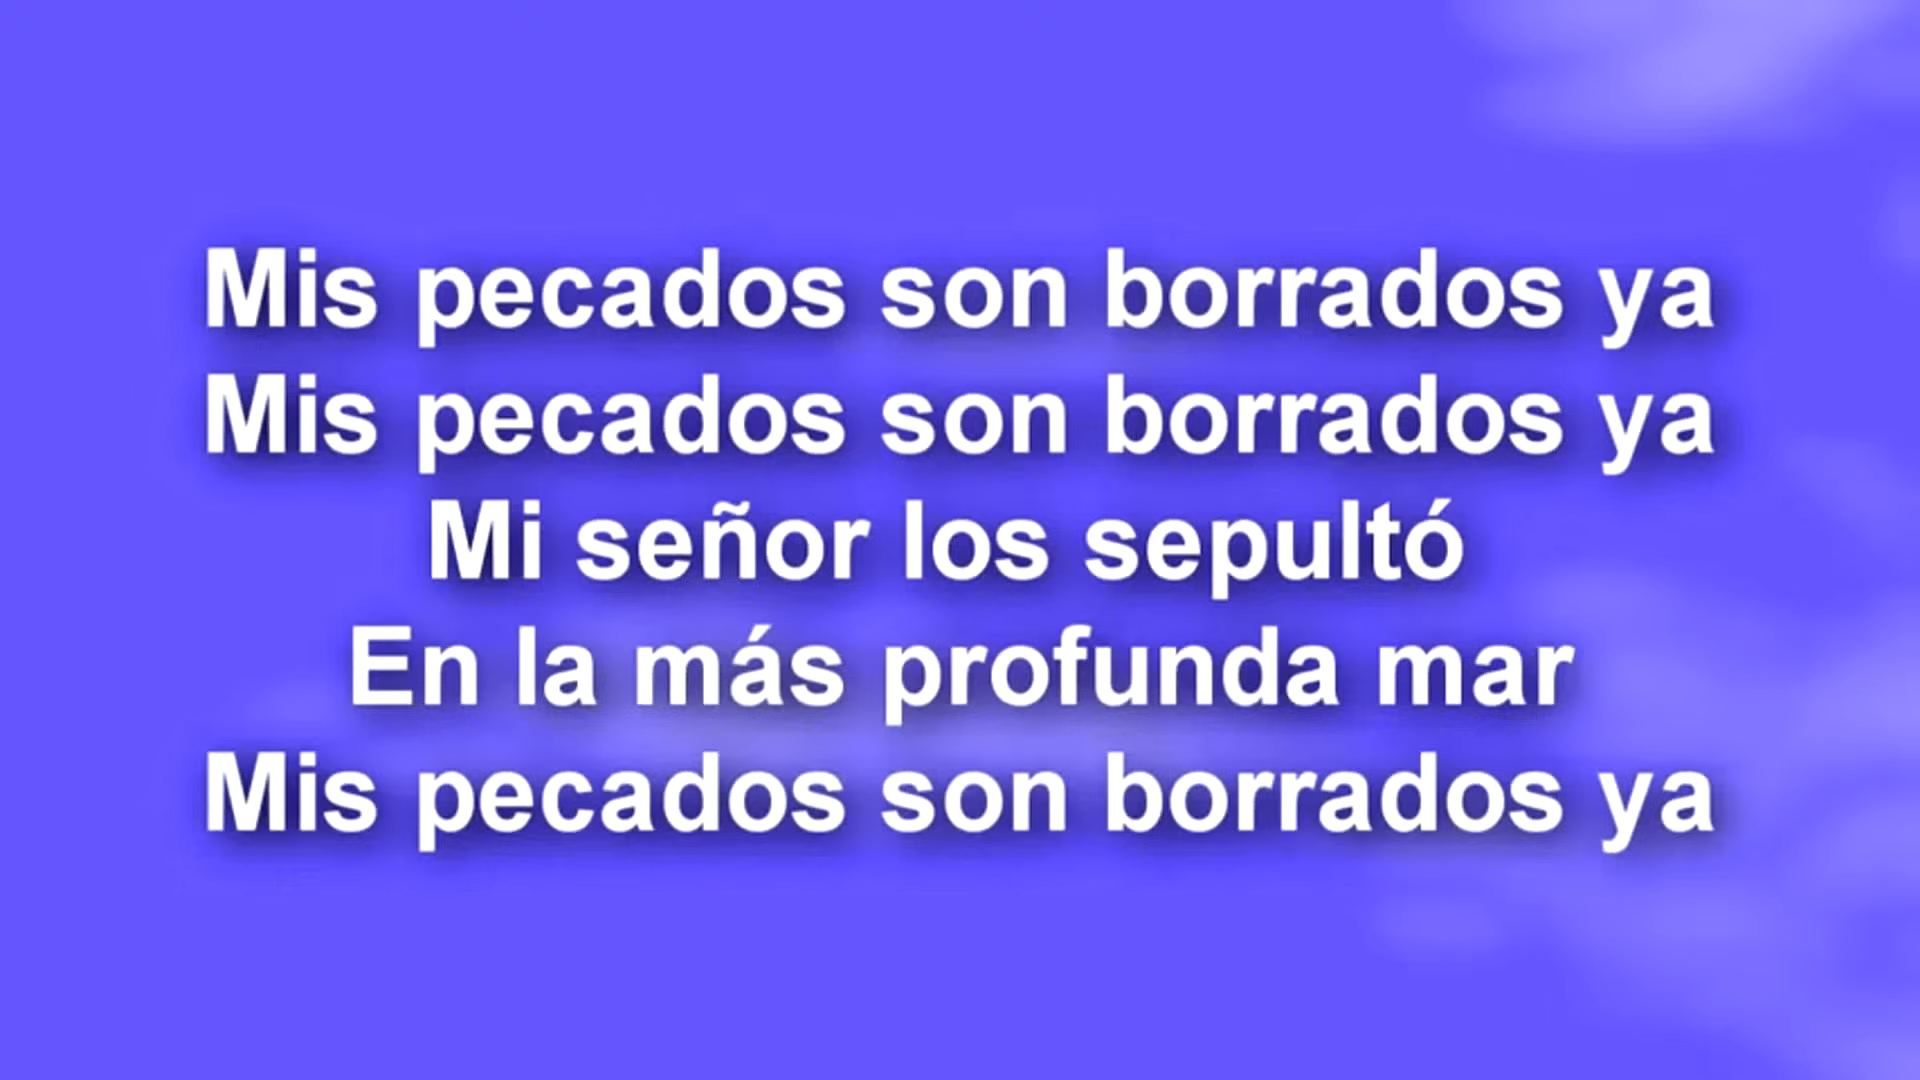 Mis pecados son borrados ya
Mis pecados son borrados ya
Mi señor los sepultó
En la más profunda mar
Mis pecados son borrados ya